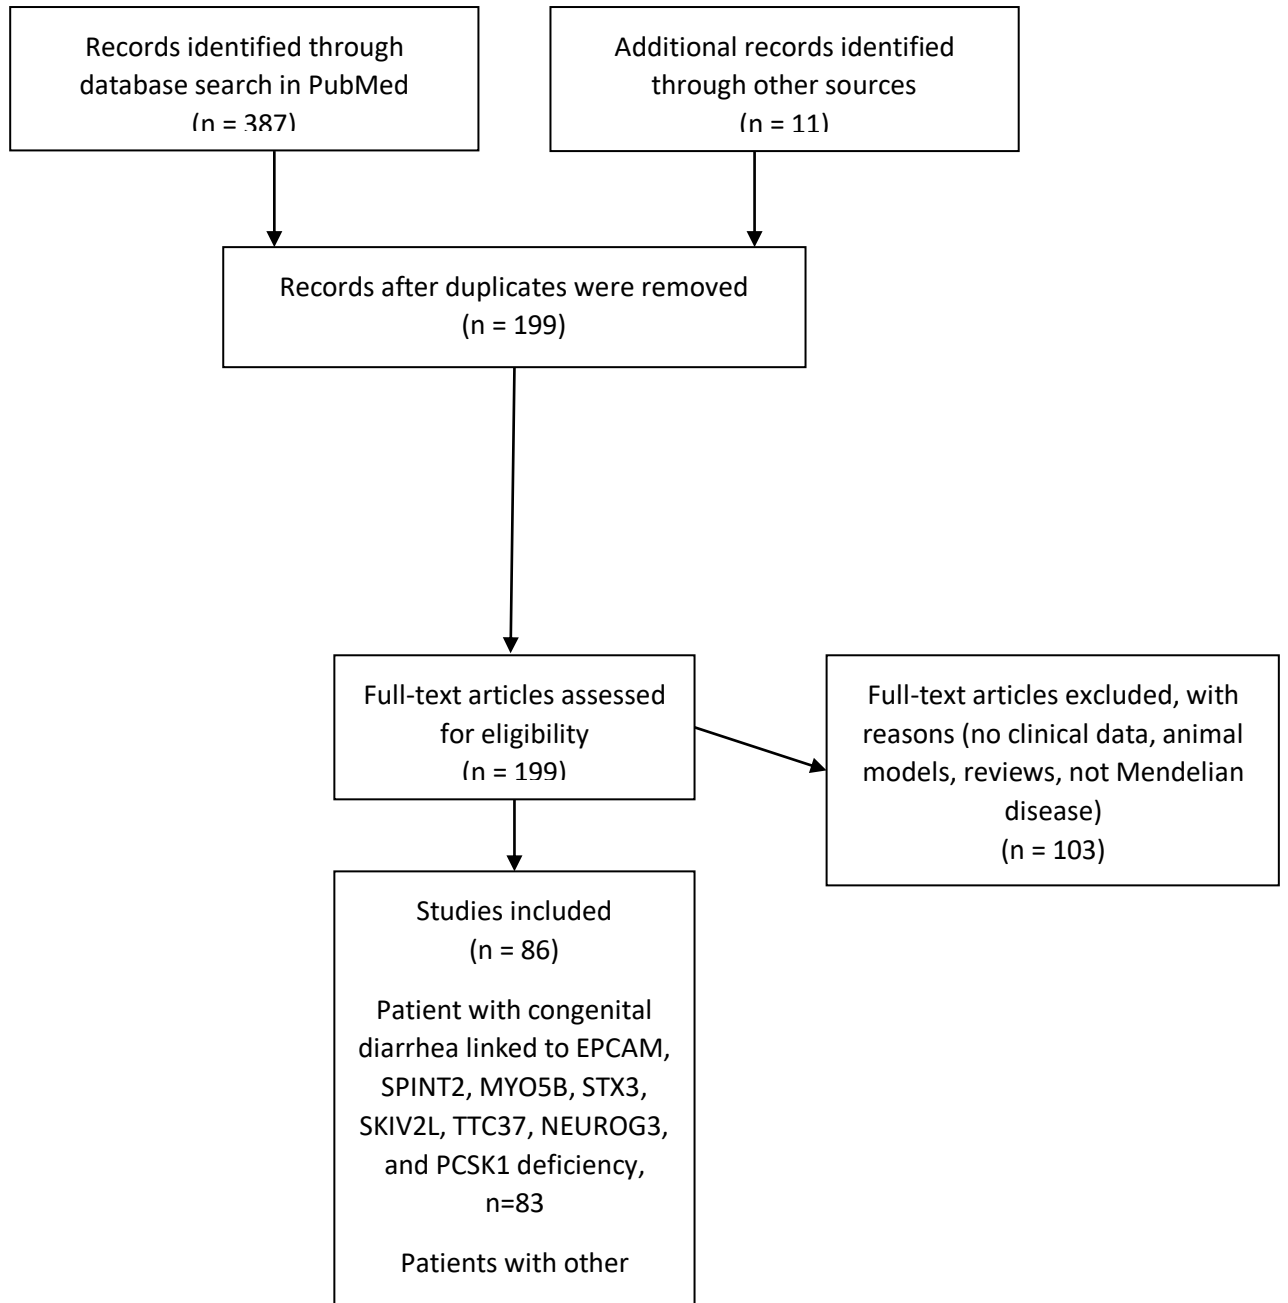 Records identified through
database search in PubMed
(n = 387)
Additional records identified
through other sources
(n = 11)
Records after duplicates were removed
(n = 199)
Full-text articles assessed
for eligibility
(n = 199)
Full-text articles excluded, with
reasons (no clinical data, animal
models, reviews, not Mendelian
disease)
(n = 103)
Studies included
(n = 86)
Patient with congenital
diarrhea linked to EPCAM,
SPINT2, MYO5B, STX3,
SKIV2L, TTC37, NEUROG3,
and PCSK1 deficiency,
n=83
Patients with other